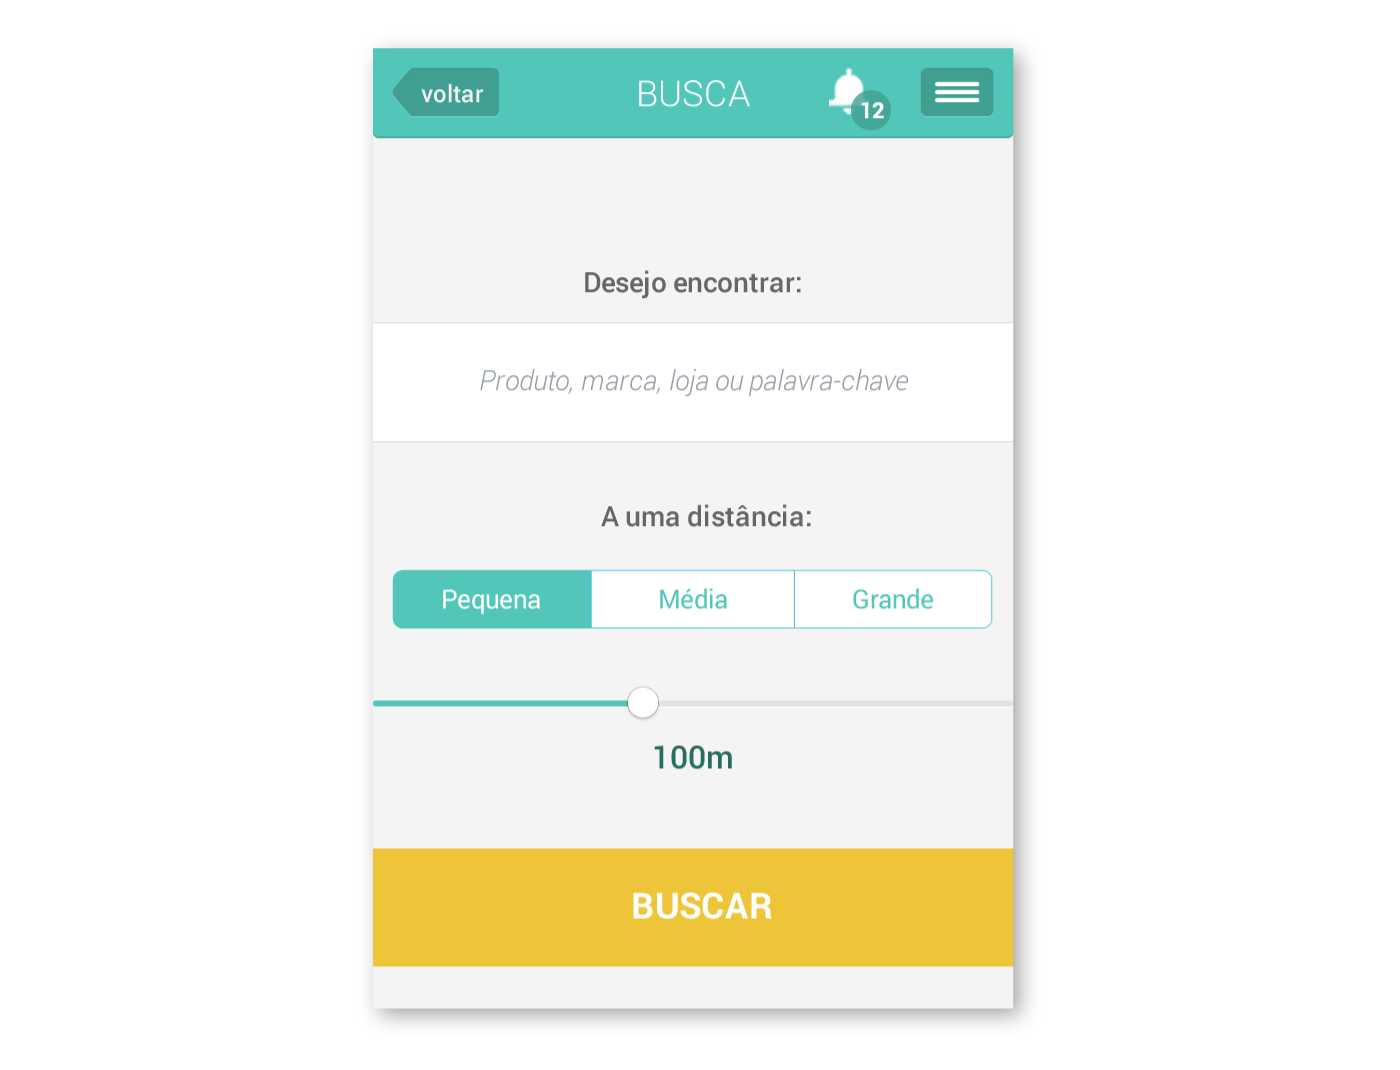 voltar
BUSCA
12
Desejo encontrar:
Produto, marca, loja ou palavra-chave
A uma distância:
Pequena
Média
Grande
100m
BUSCAR